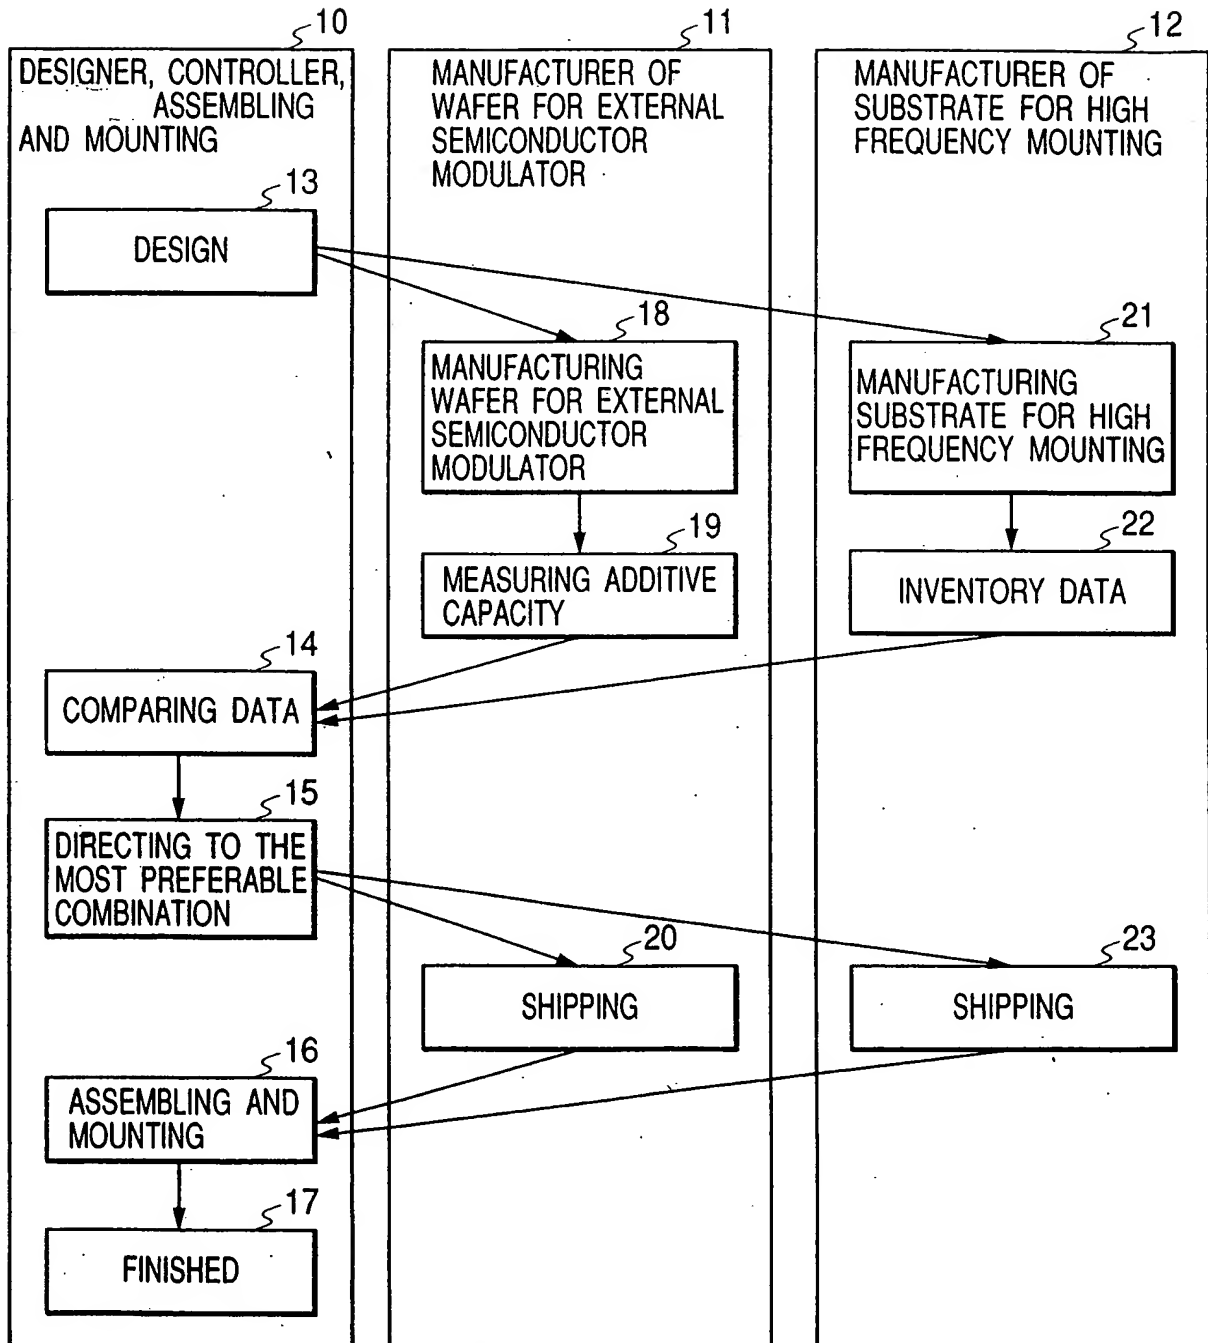 10
DESIGNER, CONTROLLER,
ASSEMBLING
AND MOUNTING
13
DESIGN
14
COMPARING DATA
15
DIRECTING TO THE
MOST PREFERABLE
COMBINATION
16
ASSEMBLING AND
MOUNTING
17
FINISHED
11
MANUFACTURER OF
WAFER FOR EXTERNAL
SEMICONDUCTOR
MODULATOR
18
MANUFACTURING
WAFER FOR EXTERNAL
SEMICONDUCTOR
MODULATOR
19
MEASURING ADDITIVE
CAPACITY
20
SHIPPING
12
MANUFACTURER OF
SUBSTRATE FOR HIGH
FREQUENCY MOUNTING
21
MANUFACTURING
SUBSTRATE FOR HIGH
FREQUENCY MOUNTING
22
INVENTORY DATA
23
SHIPPING